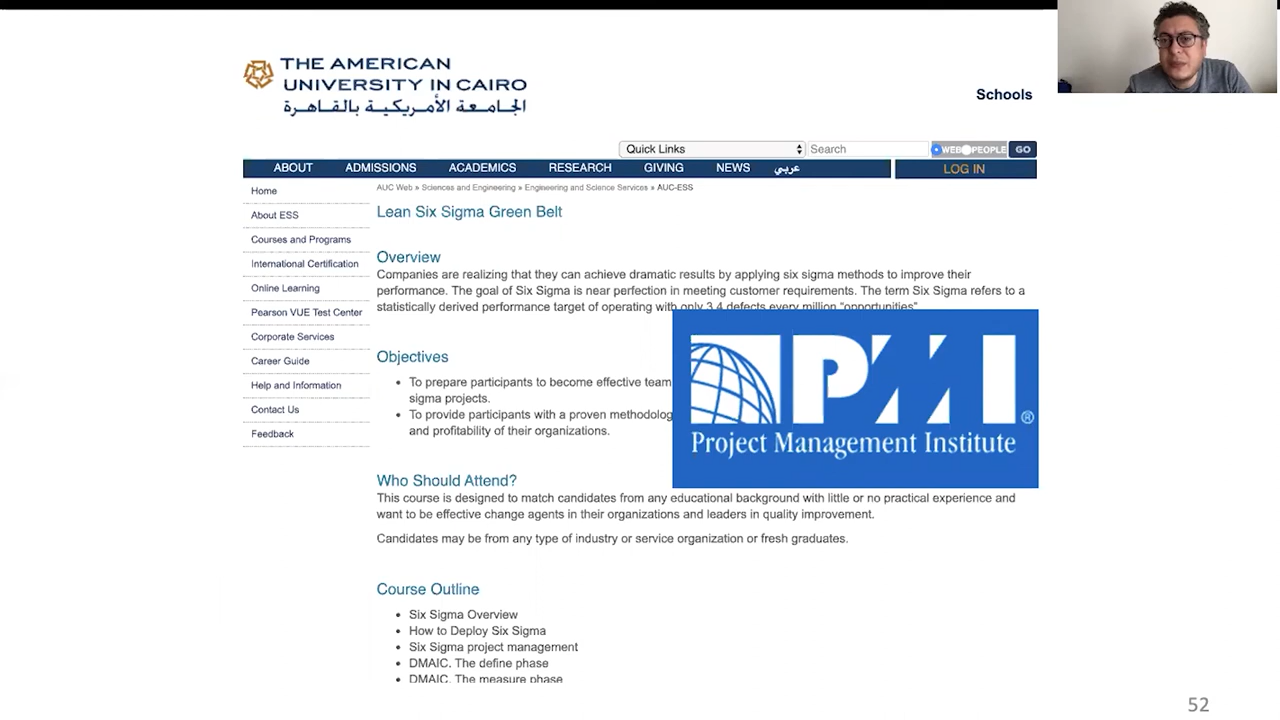 THE AMERICAN
UNIVERSITY IN CAIRO
الجامعة الأمريكية بالقاهرة
Schools
Quick Links
Search
WEB PEOPLE GO
ABOUT ADMISSIONS ACADEMICS RESEARCH GIVING NEWS عربي LOG IN
AUC Web » Sciences and Engineering » Engineering and Science Services » AUC-ESS
Home
About ESS
Courses and Programs
International Certification
Online Learning
Pearson VUE Test Center
Corporate Services
Career Guide
Help and Information
Contact Us
Feedback
Lean Six Sigma Green Belt
Overview
Companies are realizing that they can achieve dramatic results by applying six sigma methods to improve their
performance. The goal of Six Sigma is near perfection in meeting customer requirements. The term Six Sigma refers to a
statistically derived performance target of operating with only 3.4 defects every million "opportunities"
Objectives
• To prepare participants to become effective team
sigma projects.
• To provide participants with a proven methodolog
and profitability of their organizations.
PMI®
Project Management Institute
Who Should Attend?
This course is designed to match candidates from any educational background with little or no practical experience and
want to be effective change agents in their organizations and leaders in quality improvement.
Candidates may be from any type of industry or service organization or fresh graduates.
Course Outline
• Six Sigma Overview
• How to Deploy Six Sigma
• Six Sigma project management
• DMAIC. The define phase
• DMAIC. The measure phase
52